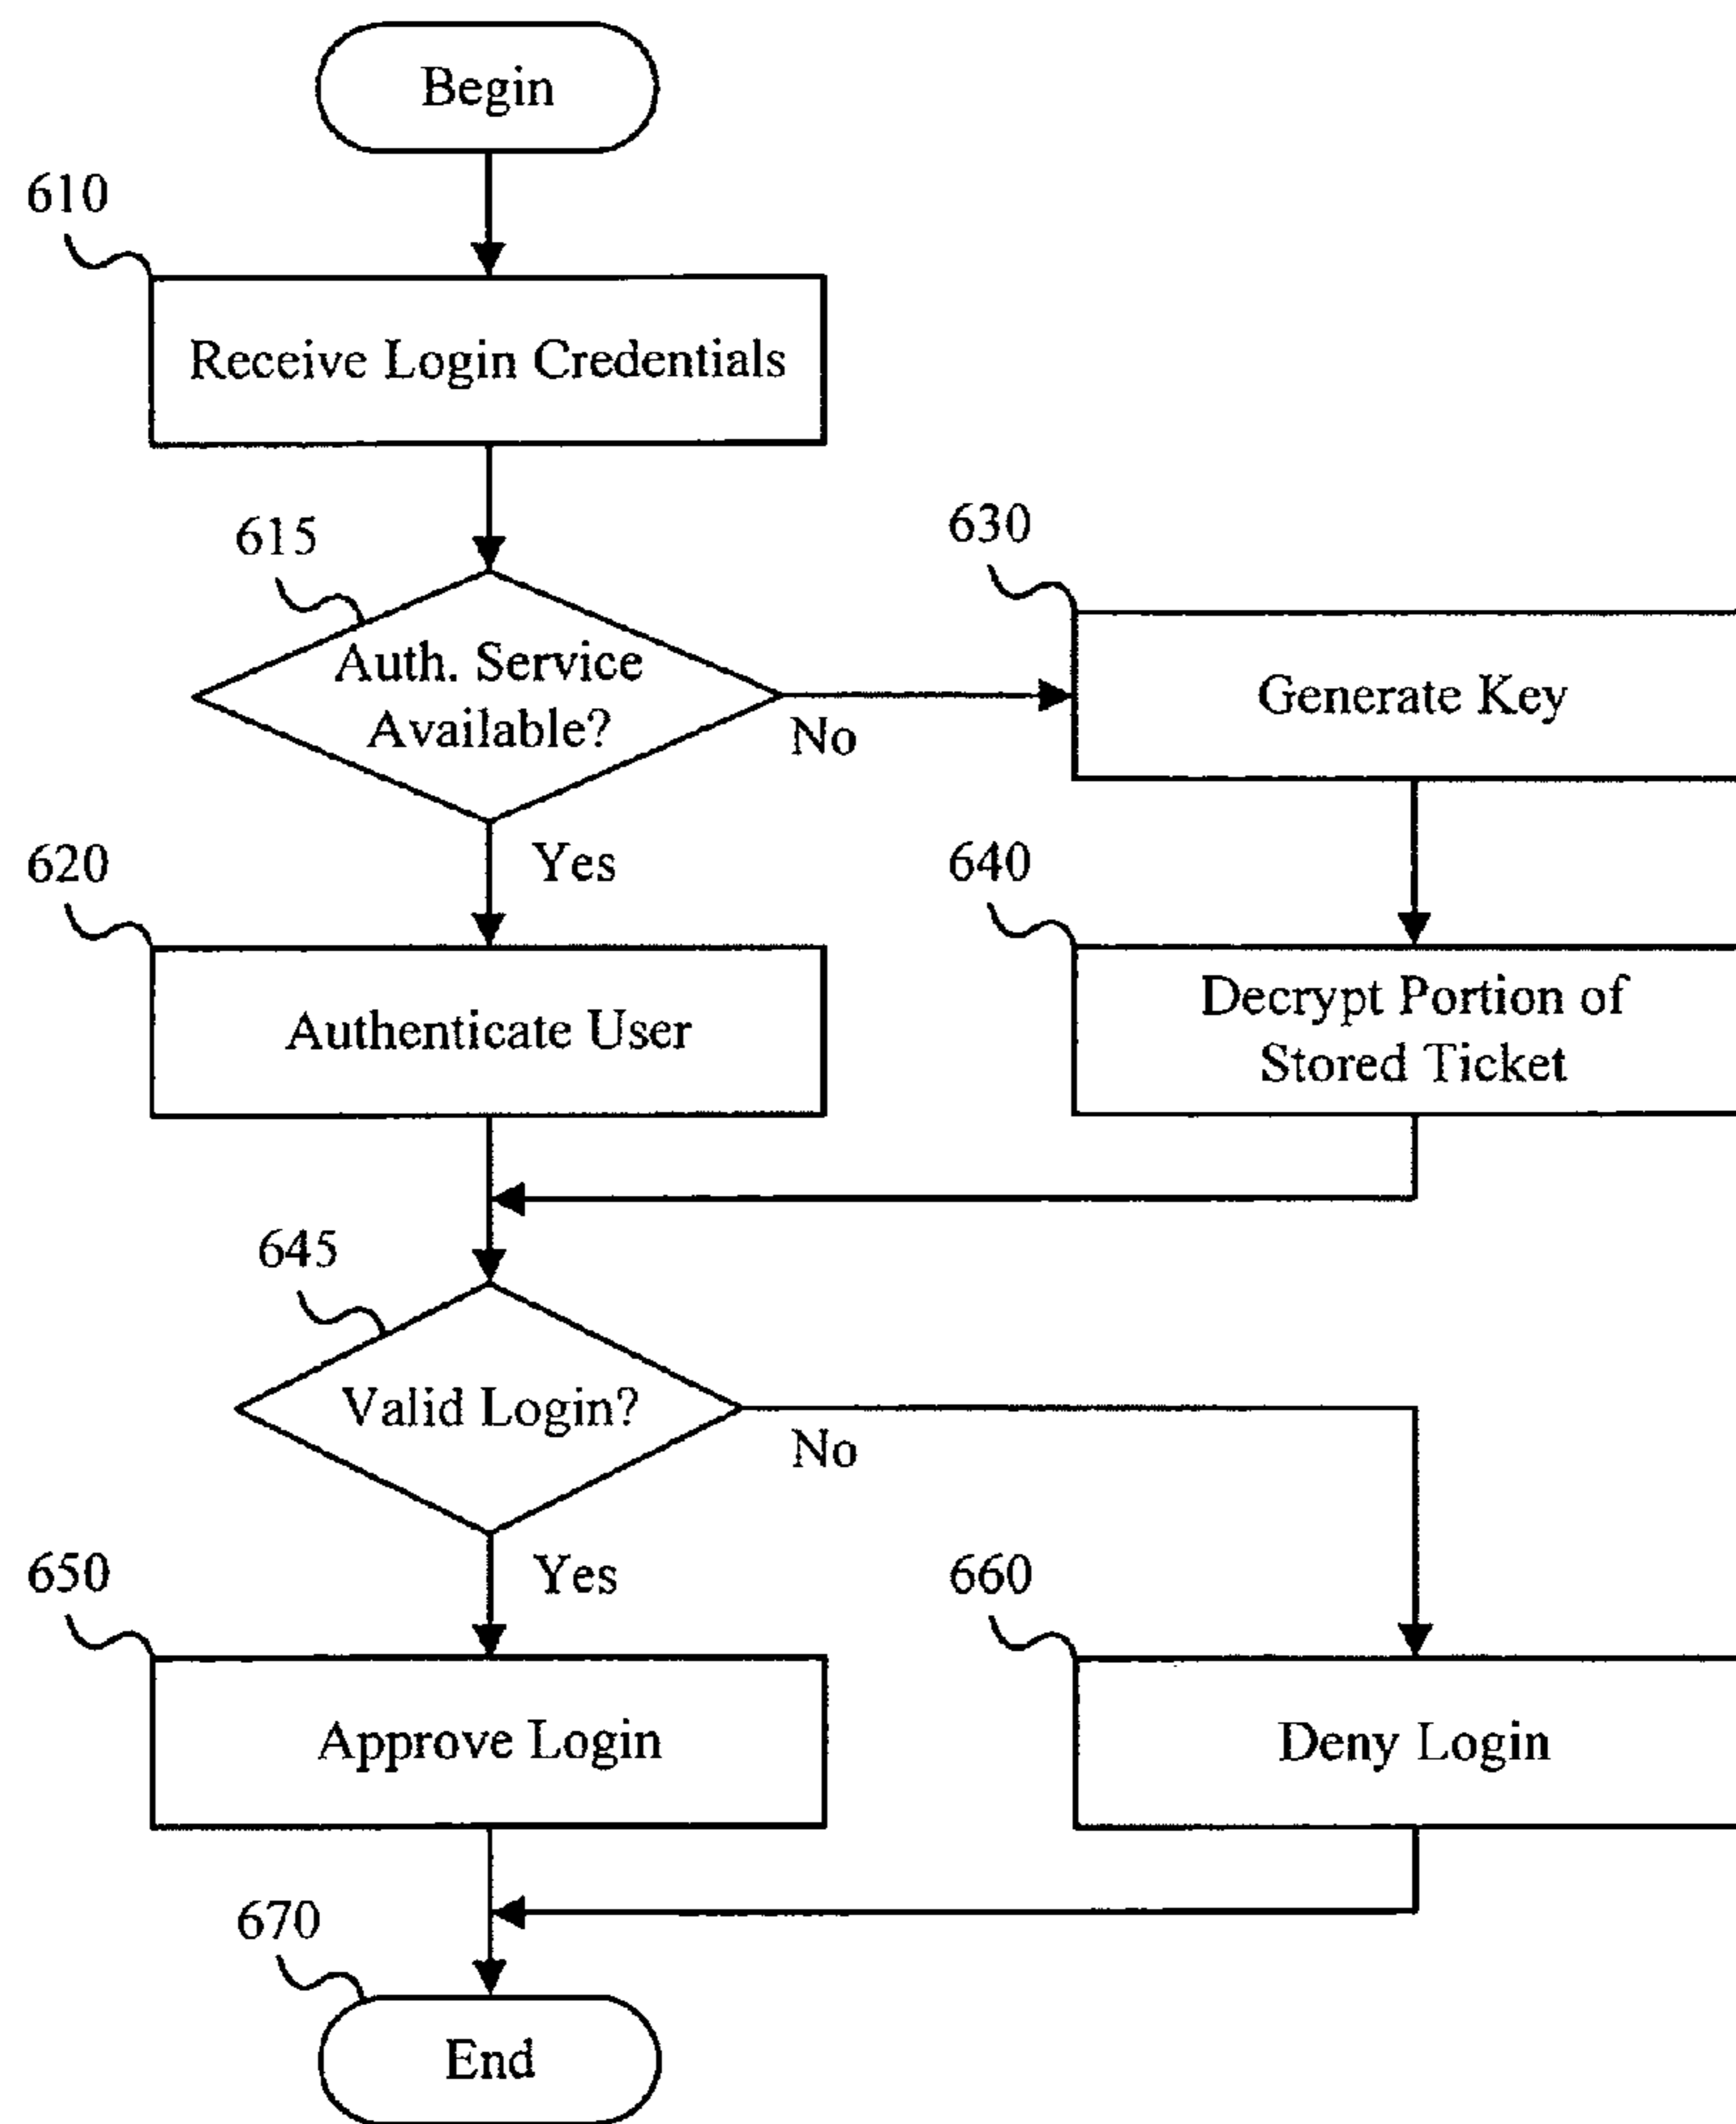 Begin
610
Receive Login Credentials
615
Auth. Service
Available?
No
630
Generate Key
Yes
620
Authenticate User
640
Decrypt Portion of
Stored Ticket
645
Valid Login?
No
Yes
650
Approve Login
660
Deny Login
670
End